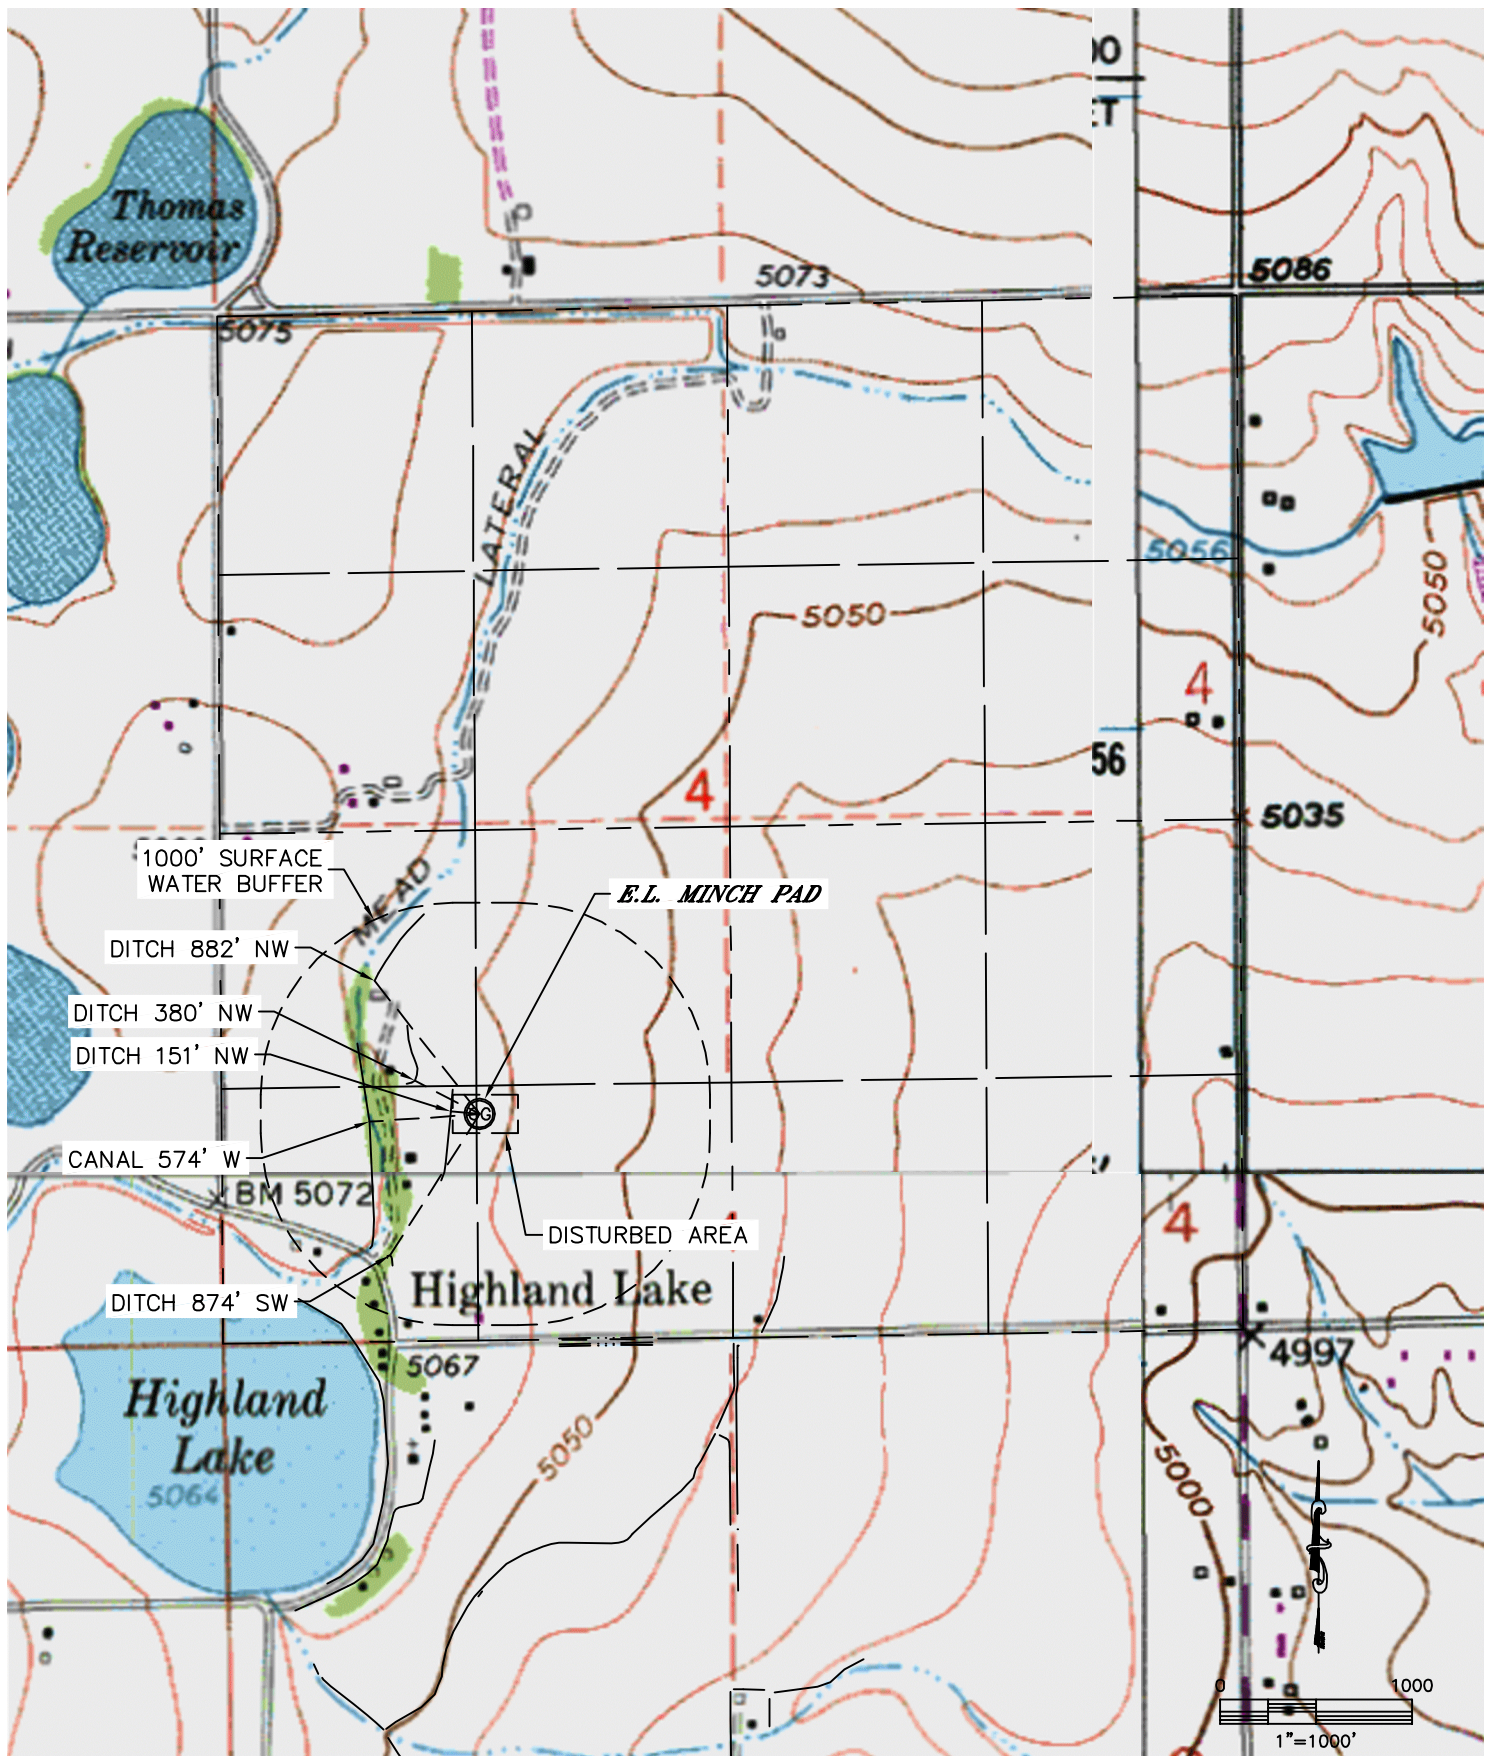 00
ET
Thomas
Reservoir
5073
5086
5075
LATERAL
5056
5050
5050
4
56
4
5035
1000' SURFACE
WATER BUFFER
MEAD
E.L. MINCH PAD
DITCH 882' NW
DITCH 380' NW
DITCH 151' NW
G
CANAL 574' W
BM 5072
4
DISTURBED AREA
DITCH 874' SW
Highland Lake
4997
5067
Highland
Lake
5064
5050
5000
0
1000
1"=1000'